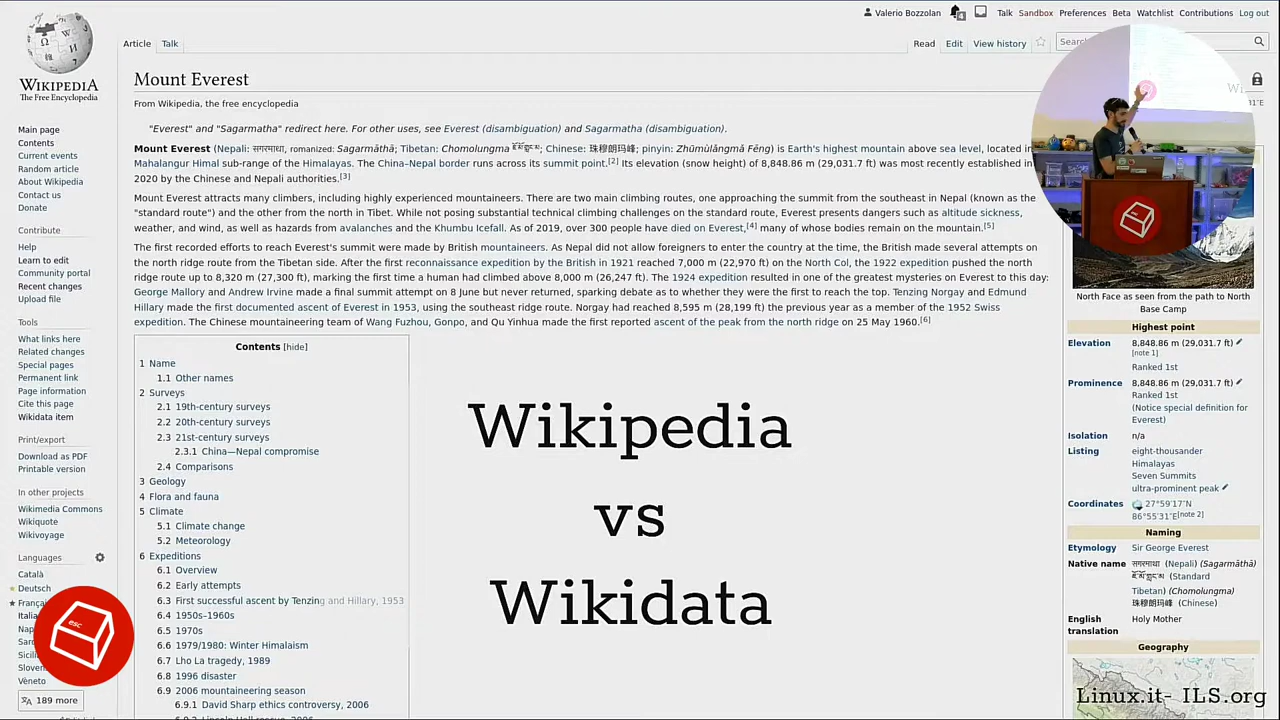 Valerio Bozzolan 4 Talk Sandbox Preferences Beta Watchlist Contributions Log out
WIKIPEDIA
The Free Encyclopedia
Article Talk Read Edit View history Search
Mount Everest
From Wikipedia, the free encyclopedia
"Everest" and "Sagarmatha" redirect here. For other uses, see Everest (disambiguation) and Sagarmatha (disambiguation).
Mount Everest (Nepali: सगरमाथा, romanized: Sagarmāthā; Tibetan: Chomolungma ཇོ་མོ་གླང་མ; Chinese: 珠穆朗玛峰; pinyin: Zhūmùlǎngmǎ Fēng) is Earth's highest mountain above sea level, located in
Mahalangur Himal sub-range of the Himalayas. The China–Nepal border runs across its summit point.[2] Its elevation (snow height) of 8,848.86 m (29,031.7 ft) was most recently established in
2020 by the Chinese and Nepali authorities.[3]
Mount Everest attracts many climbers, including highly experienced mountaineers. There are two main climbing routes, one approaching the summit from the southeast in Nepal (known as the
"standard route") and the other from the north in Tibet. While not posing substantial technical climbing challenges on the standard route, Everest presents dangers such as altitude sickness,
weather, and wind, as well as hazards from avalanches and the Khumbu Icefall. As of 2019, over 300 people have died on Everest,[4] many of whose bodies remain on the mountain.[5]
The first recorded efforts to reach Everest's summit were made by British mountaineers. As Nepal did not allow foreigners to enter the country at the time, the British made several attempts on
the north ridge route from the Tibetan side. After the first reconnaissance expedition by the British in 1921 reached 7,000 m (22,970 ft) on the North Col, the 1922 expedition pushed the north
ridge route up to 8,320 m (27,300 ft), marking the first time a human had climbed above 8,000 m (26,247 ft). The 1924 expedition resulted in one of the greatest mysteries on Everest to this day:
George Mallory and Andrew Irvine made a final summit attempt on 8 June but never returned, sparking debate as to whether they were the first to reach the top. Tenzing Norgay and Edmund
Hillary made the first documented ascent of Everest in 1953, using the southeast ridge route. Norgay had reached 8,595 m (28,199 ft) the previous year as a member of the 1952 Swiss
expedition. The Chinese mountaineering team of Wang Fuzhou, Gonpo, and Qu Yinhua made the first reported ascent of the peak from the north ridge on 25 May 1960.[6]
Main page
Contents
Current events
Random article
About Wikipedia
Contact us
Donate
Contribute
Help
Learn to edit
Community portal
Recent changes
Upload file
Tools
What links here
Related changes
Special pages
Permanent link
Page information
Cite this page
Wikidata item
Print/export
Download as PDF
Printable version
In other projects
Wikimedia Commons
Wikiquote
Wikivoyage
Languages
Català
Deutsch
França
Italia
Nap
Sar
Sicili
Sloven
Vèneto
189 more
esc
Contents [hide]
1 Name
1.1 Other names
2 Surveys
2.1 19th-century surveys
2.2 20th-century surveys
2.3 21st-century surveys
2.3.1 China—Nepal compromise
2.4 Comparisons
3 Geology
4 Flora and fauna
5 Climate
5.1 Climate change
5.2 Meteorology
6 Expeditions
6.1 Overview
6.2 Early attempts
6.3 First successful ascent by Tenzing and Hillary, 1953
6.4 1950s–1960s
6.5 1970s
6.6 1979/1980: Winter Himalaism
6.7 Lho La tragedy, 1989
6.8 1996 disaster
6.9 2006 mountaineering season
6.9.1 David Sharp ethics controversy, 2006
6.9.2 Lincoln Hall rescue, 2006
Wikipedia
vs
Wikidata
North Face as seen from the path to North
Base Camp
Highest point
Elevation 8,848.86 m (29,031.7 ft)
[note 1]
Ranked 1st
Prominence 8,848.86 m (29,031.7 ft)
Ranked 1st
(Notice special definition for
Everest)
Isolation n/a
Listing eight-thousander
Himalayas
Seven Summits
ultra-prominent peak
Coordinates 27°59′17″N
86°55′31″E[note 2]
Naming
Etymology Sir George Everest
Native name सगरमाथा (Nepali) (Sagarmāthā)
ཇོ་མོ་གླང་མ (Standard
Tibetan) (Chomolungma)
珠穆朗玛峰 (Chinese)
English Holy Mother
translation
Geography
Linux.it- ILS.org